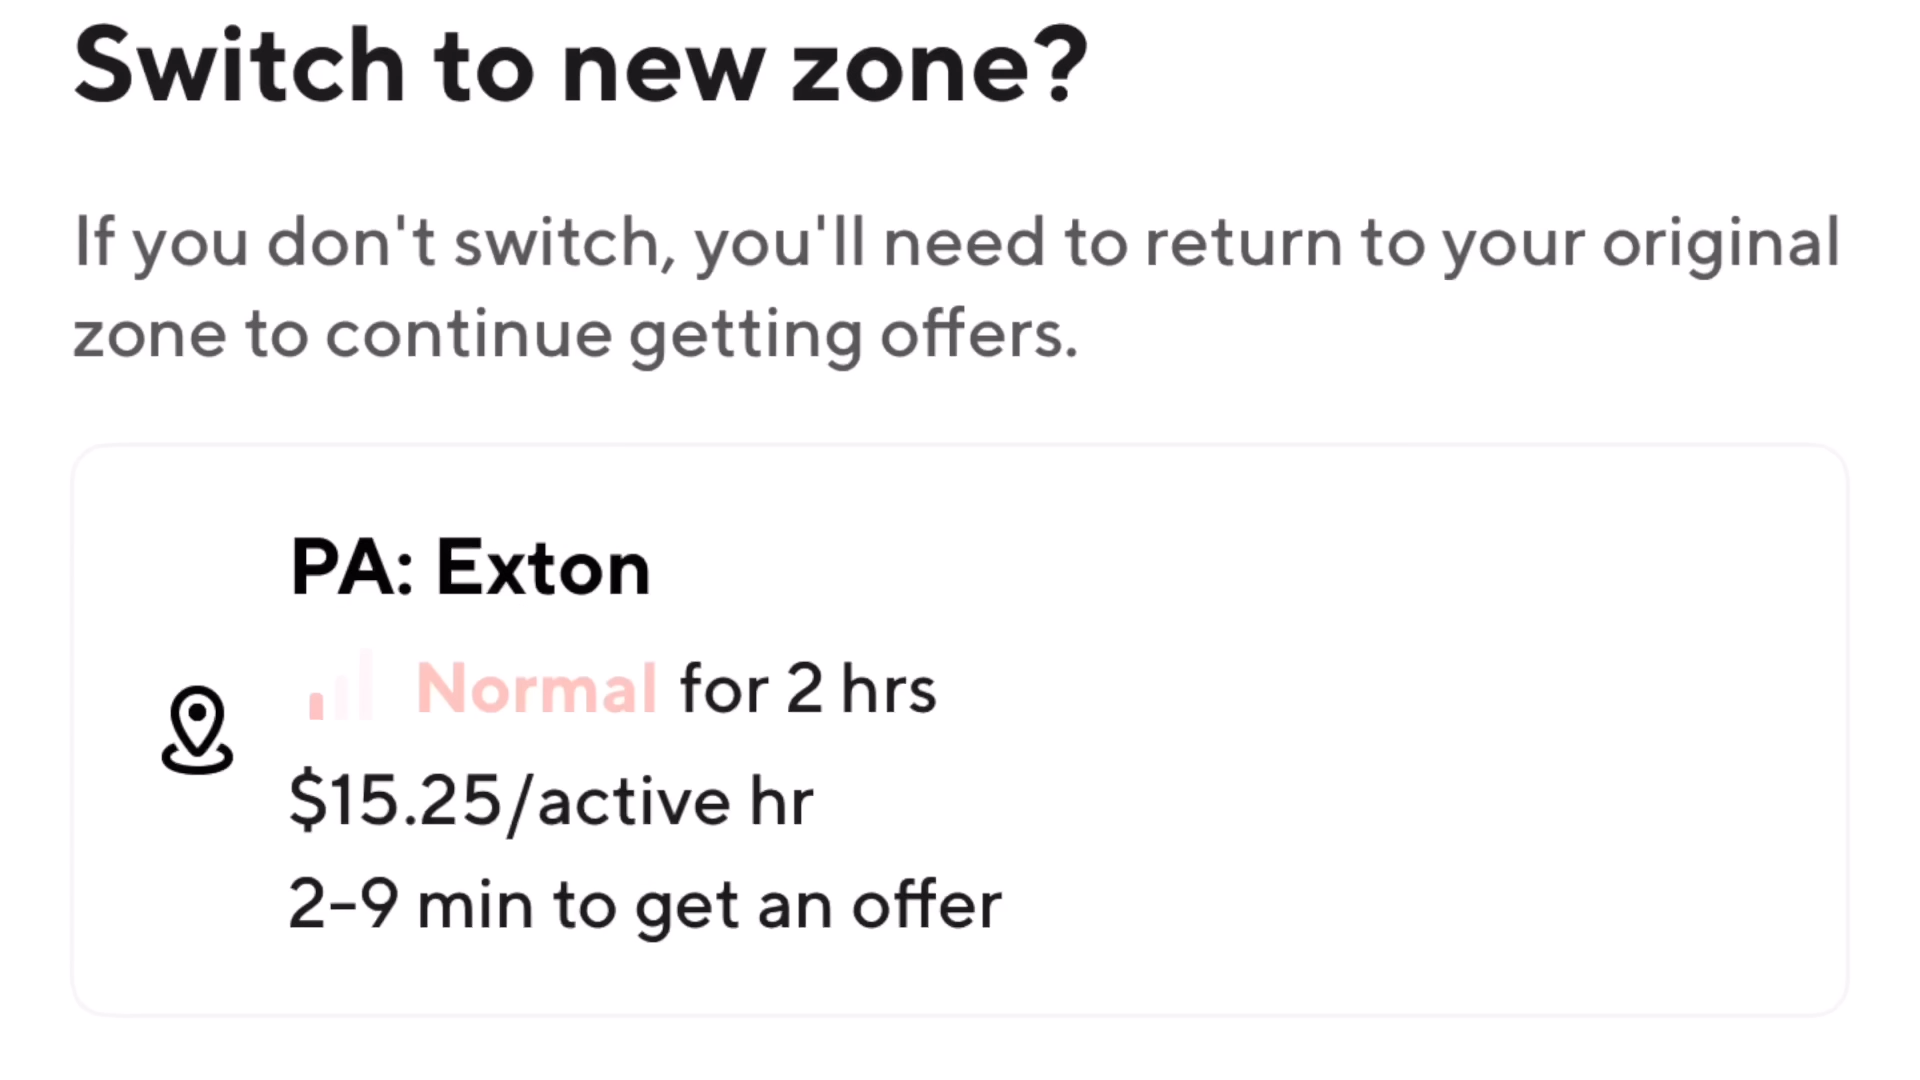 Switch to new zone?
If you don't switch, you'll need to return to your original
zone to continue getting offers.
PA: Exton
Normal for 2 hrs
$15.25/active hr
2–9 min to get an offer